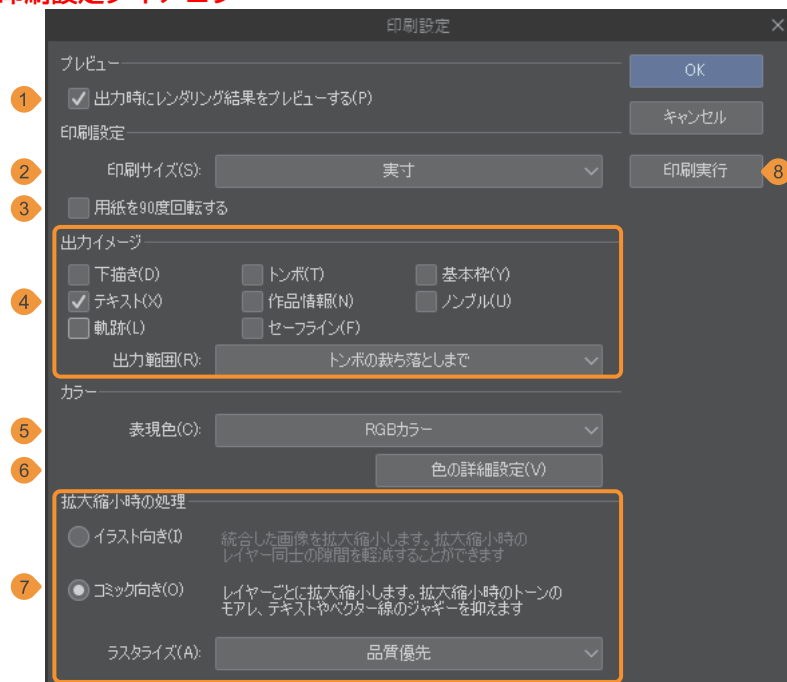 印刷設定
プレビュー
OK
1
出力時にレンダリング結果をプレビューする(P)
キャンセル
印刷設定
2
印刷サイズ(S):
実寸
印刷実行
8
3
用紙を90度回転する
出力イメージ
下描き(D)
トンボ(T)
基本枠(Y)
4
テキスト(X)
作品情報(N)
ノンブル(U)
軌跡(L)
セーフライン(F)
出力範囲(R):
トンボの裁ち落としまで
カラー
5
表現色(C):
RGBカラー
6
色の詳細設定(V)
拡大縮小時の処理
イラスト向き(I)
統合した画像を拡大縮小します。拡大縮小時の
レイヤー同士の隙間を軽減することができます
7
コミック向き(O)
レイヤーごとに拡大縮小します。拡大縮小時のトーンの
モアレ、テキストやベクター線のジャギーを抑えます
ラスタライズ(A):
品質優先